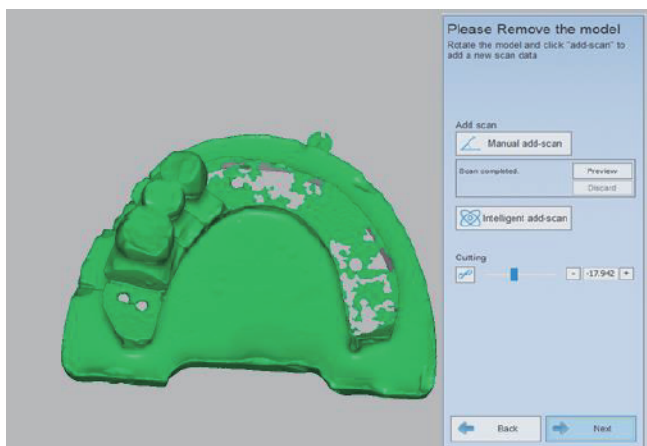 Please Remove the model
Rotate the model and click "add-scan" to
add a new scan data
Add scan
Manual add-scan
Scan completed.
Preview
Discard
Intelligent add-scan
Cutting
- -17.942 +
Back
Next